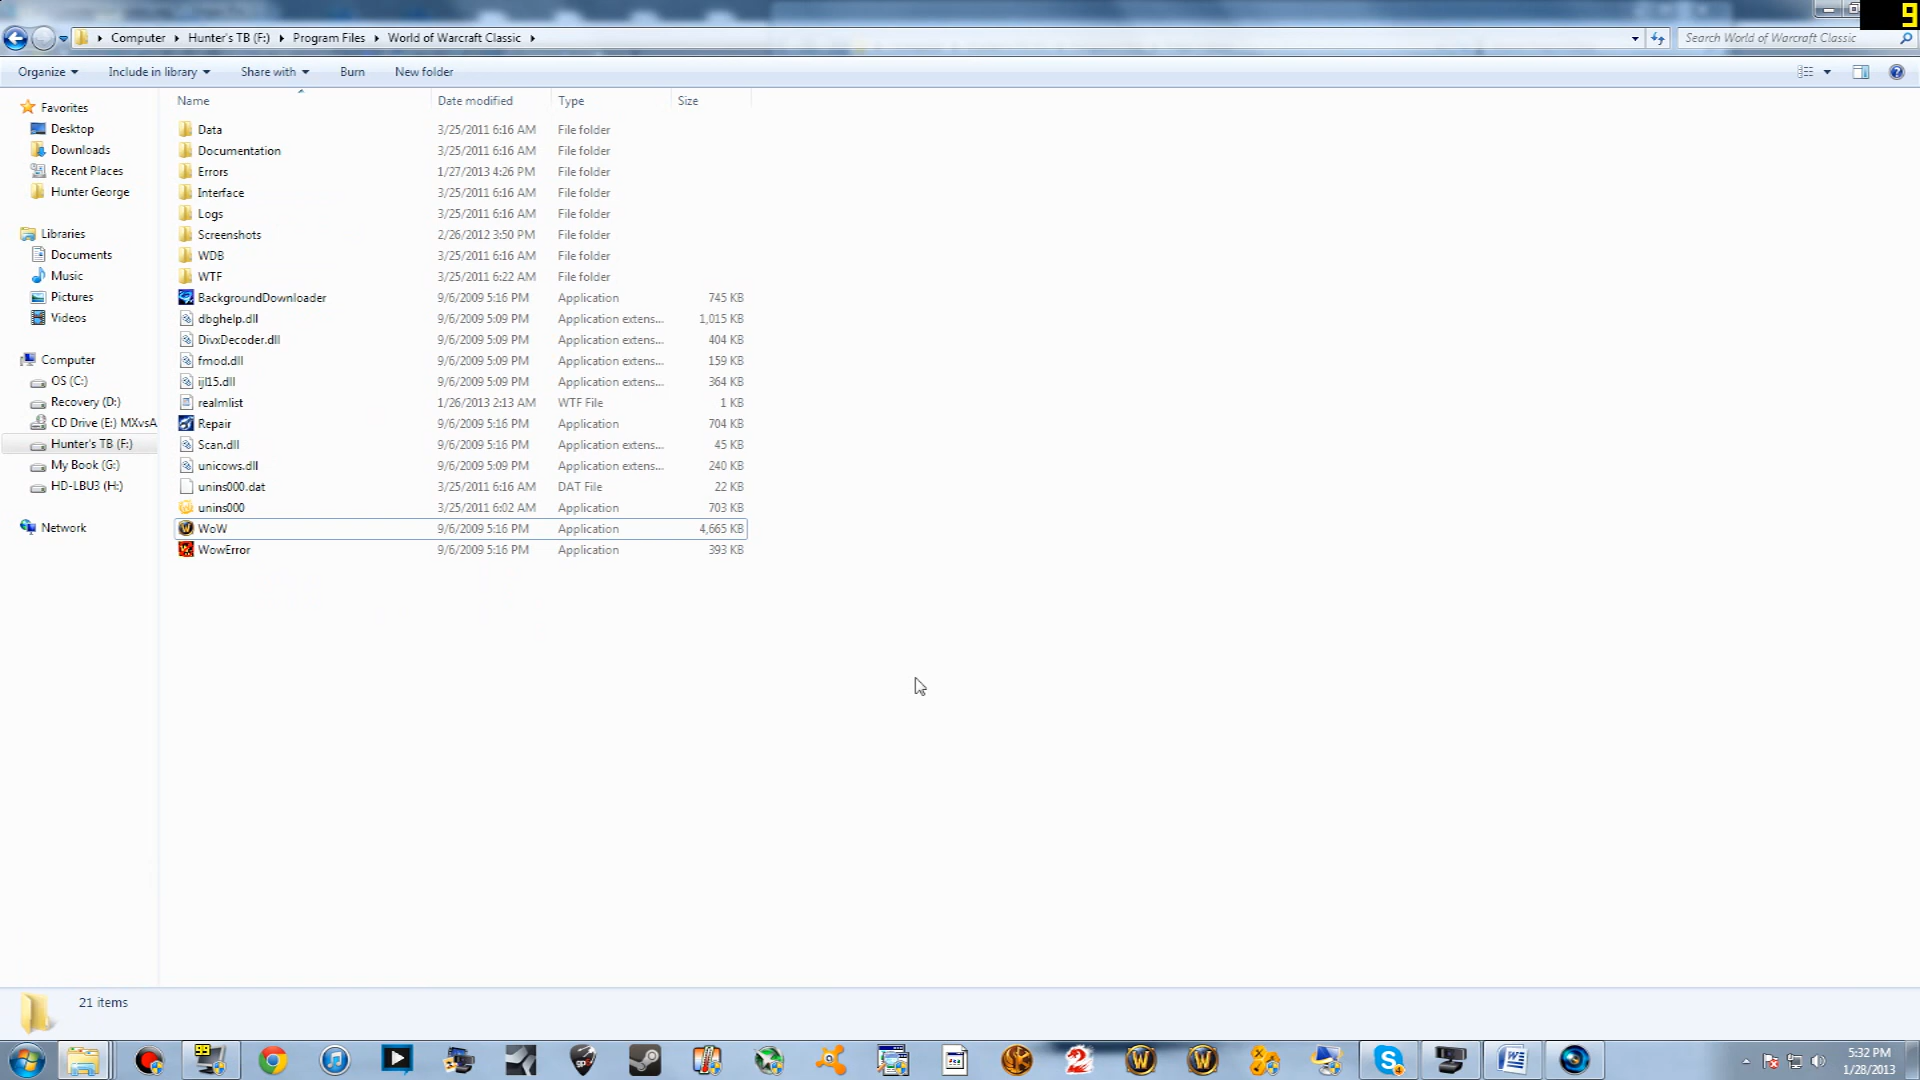 9
Computer Hunter's TB (F:) Program Files World of Warcraft Classic Search World of Warcraft Classic
Organize Include in library Share with Burn New folder
Name Date modified Type Size
Favorites
Desktop
Downloads
Recent Places
Hunter George
Libraries
Documents
Music
Pictures
Videos
Computer
OS (C:)
Recovery (D:)
CD Drive (E:) MXvsA
Hunter's TB (F:)
My Book (G:)
HD-LBU3 (H:)
Network
Data 3/25/2011 6:16 AM File folder
Documentation 3/25/2011 6:16 AM File folder
Errors 1/27/2013 4:26 PM File folder
Interface 3/25/2011 6:16 AM File folder
Logs 3/25/2011 6:16 AM File folder
Screenshots 2/26/2012 3:50 PM File folder
WDB 3/25/2011 6:16 AM File folder
WTF 3/25/2011 6:22 AM File folder
BackgroundDownloader 9/6/2009 5:16 PM Application 745 KB
dbghelp.dll 9/6/2009 5:09 PM Application extens... 1,015 KB
DivxDecoder.dll 9/6/2009 5:09 PM Application extens... 404 KB
fmod.dll 9/6/2009 5:09 PM Application extens... 159 KB
ijl15.dll 9/6/2009 5:09 PM Application extens... 364 KB
realmlist 1/26/2013 2:13 AM WTF File 1 KB
Repair 9/6/2009 5:16 PM Application 704 KB
Scan.dll 9/6/2009 5:16 PM Application extens... 45 KB
unicows.dll 9/6/2009 5:09 PM Application extens... 240 KB
unins000.dat 3/25/2011 6:16 AM DAT File 22 KB
unins000 3/25/2011 6:02 AM Application 703 KB
WoW 9/6/2009 5:16 PM Application 4,665 KB
WowError 9/6/2009 5:16 PM Application 393 KB
21 items
99
5:32 PM
1/28/2013